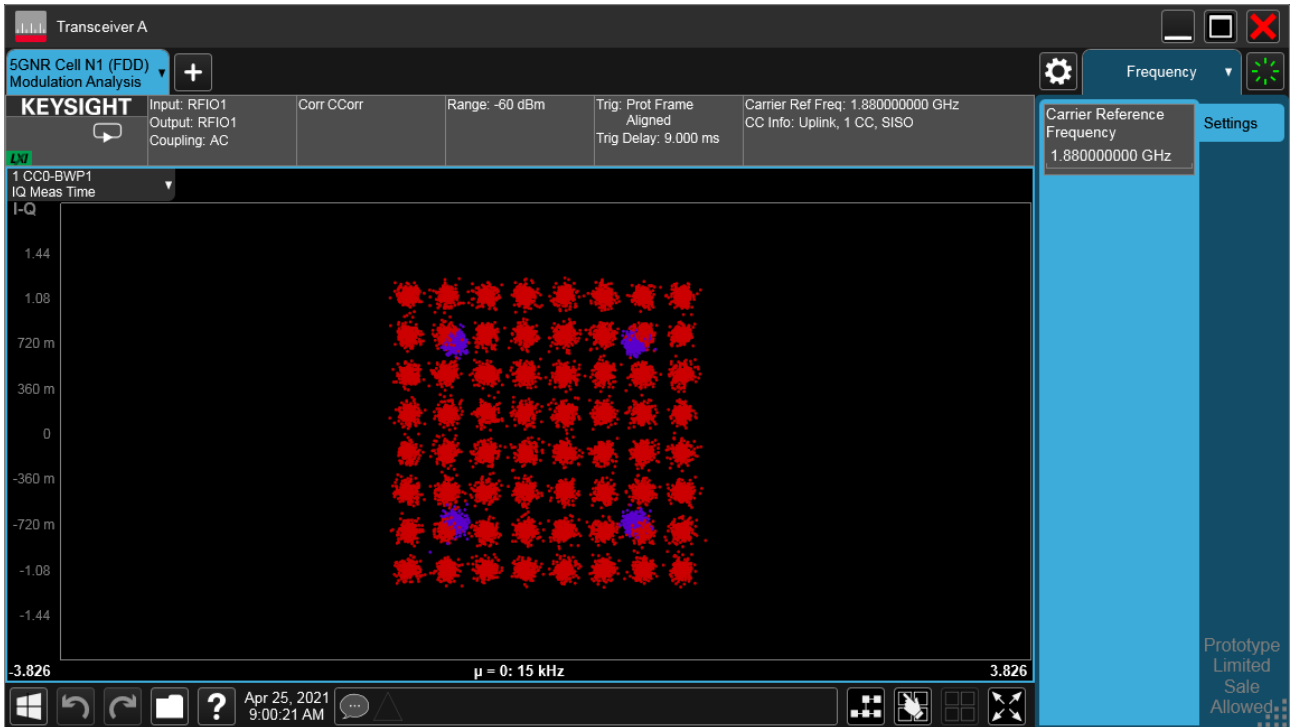 Transceiver A
5GNR Cell N1 (FDD)
Modulation Analysis
+
Frequency
KEYSIGHT
LXI
Input: RFIO1
Output: RFIO1
Coupling: AC
Corr CCorr
Range: -60 dBm
Trig: Prot Frame
Aligned
Trig Delay: 9.000 ms
Carrier Ref Freq: 1.880000000 GHz
CC Info: Uplink, 1 CC, SISO
Carrier Reference
Frequency
1.880000000 GHz
Settings
1 CC0-BWP1
IQ Meas Time
I-Q
1.44
1.08
720 m
360 m
0
-360 m
-720 m
-1.08
-1.44
-3.826
µ = 0: 15 kHz
3.826
Prototype
Limited
Sale
Allowed
?
Apr 25, 2021
9:00:21 AM